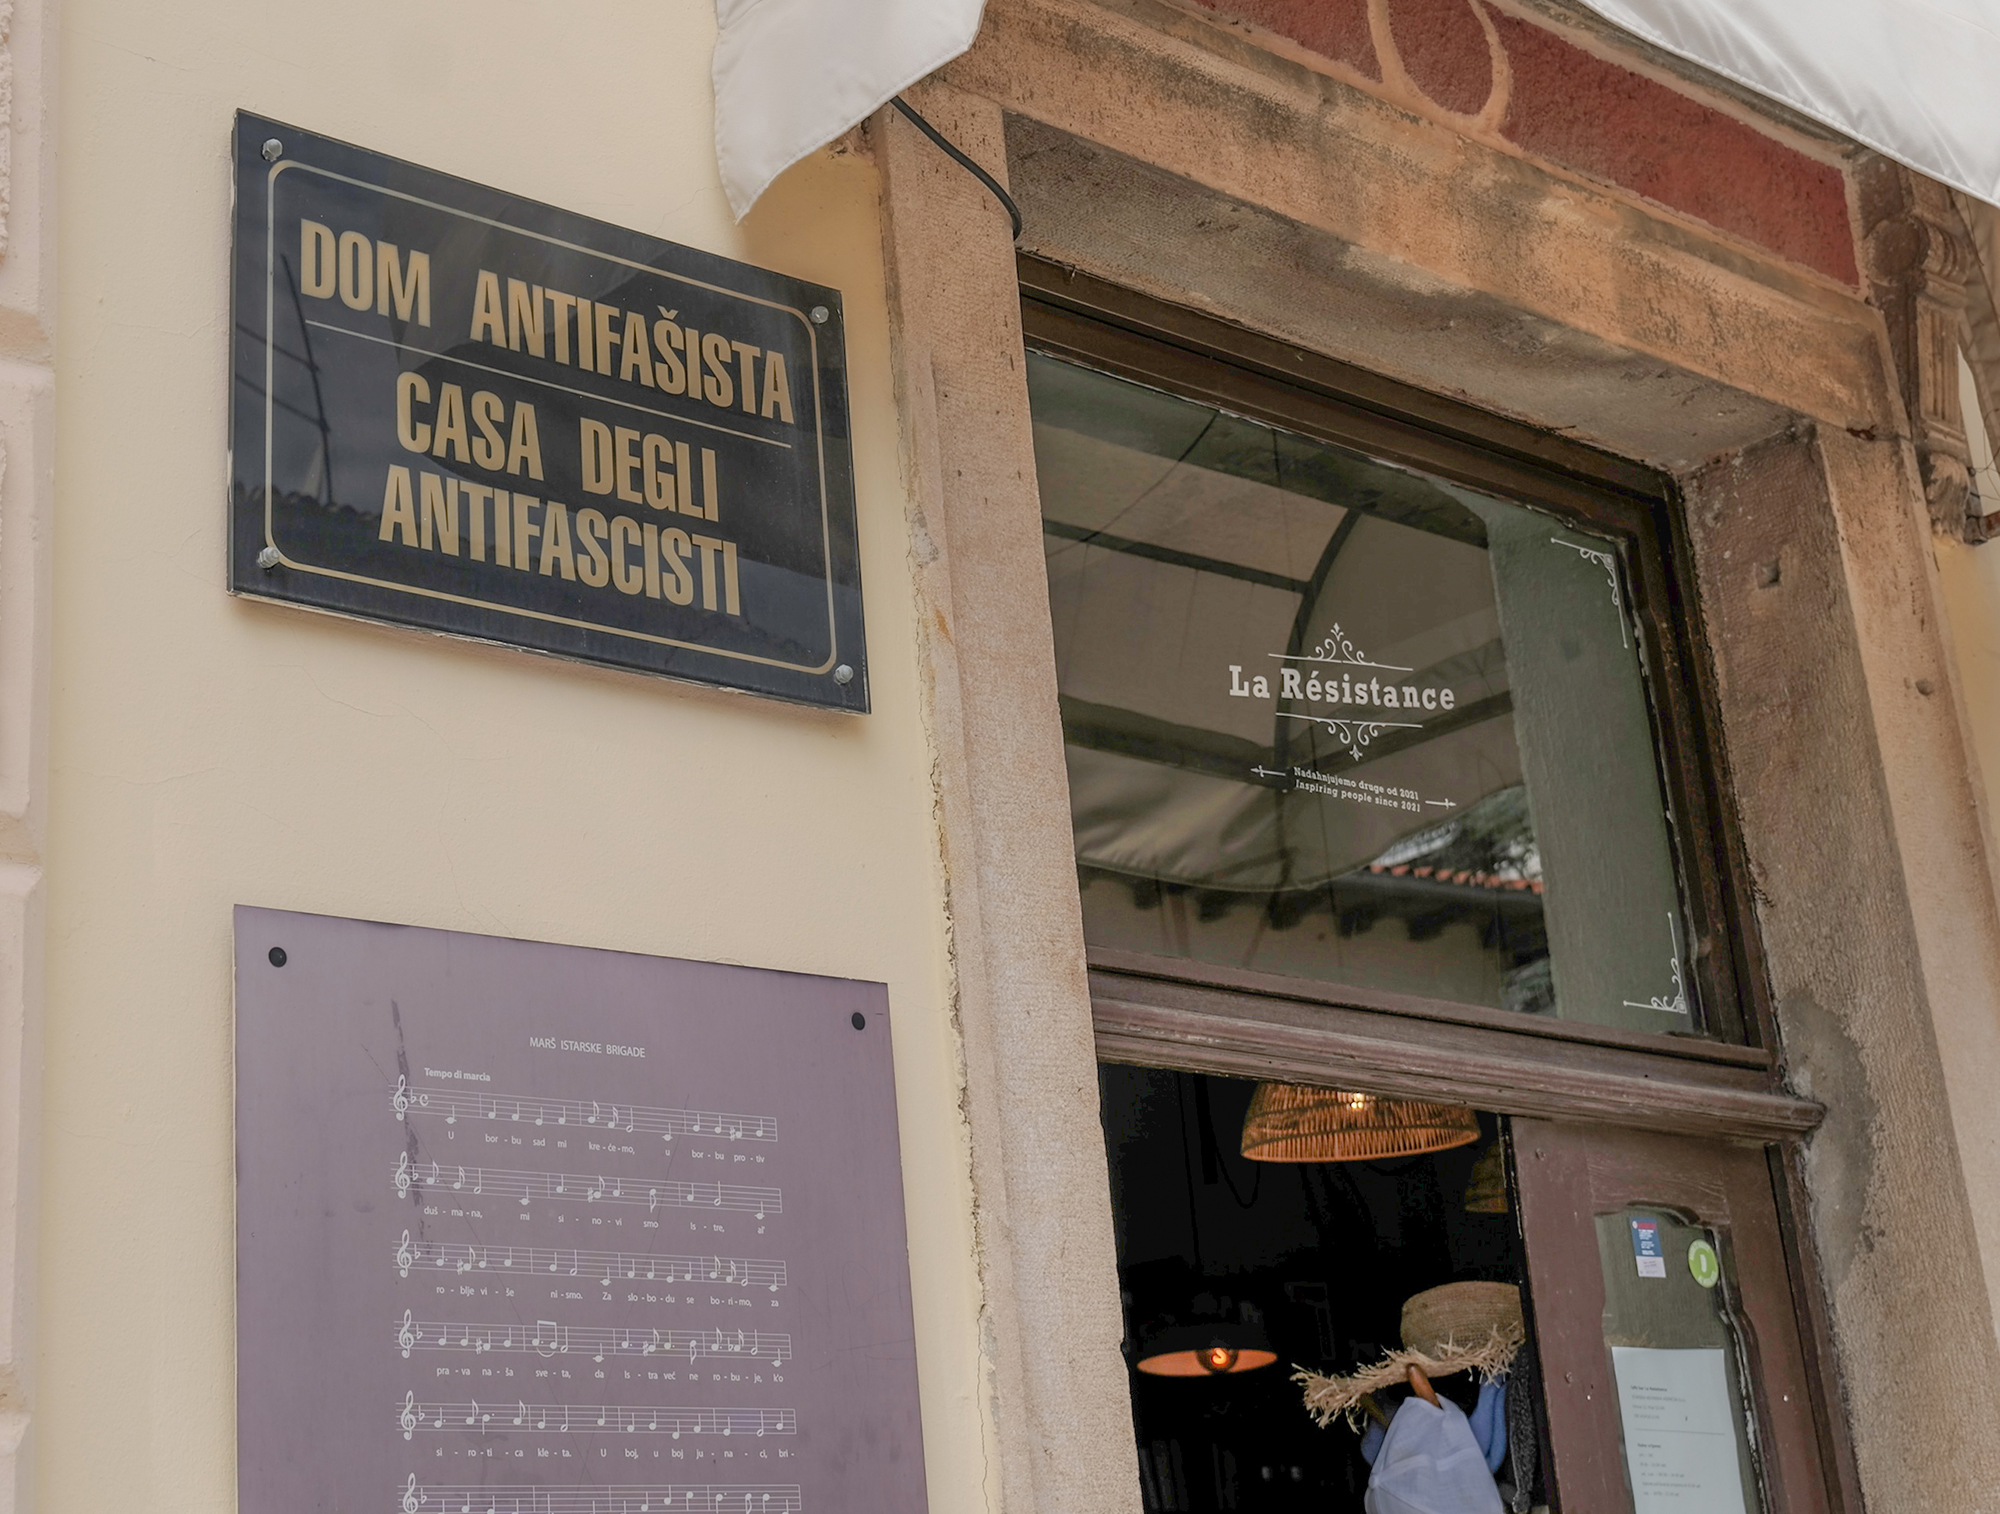 DOM ANTIFAŠISTA
CASA DEGLI
ANTIFASCISTI
La Résistance
Nadahnjujemo druge od 2021
Inspiring people since 2021
MARŠ ISTARSKE BRIGADE
Tempo di marcia
U bor - bu sad mi kre - će - mo, u bor - bu pro - tiv
duš - ma - na, mi si - no - vi smo Is - tre, al'
ro - blje vi - še ni - smo. Za slo - bo - du se bo - ri - mo, za
pra - va na - ša sve - ta, da Is - tra već ne ro - bu - je, k'o
si - ro - ti - ca kle - ta. U boj, u boj ju - na - ci, bri -